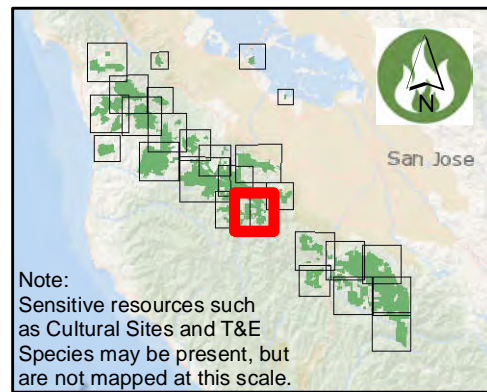 N
San Jose
Note:
Sensitive resources such
as Cultural Sites and T&E
Species may be present, but
are not mapped at this scale.